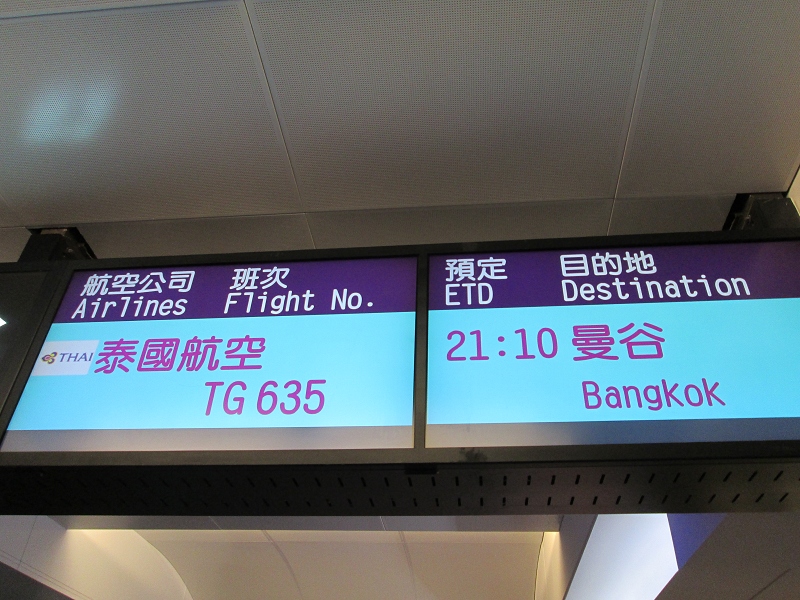 航空公司 班次
Airlines Flight No.
THAI 泰國航空
TG 635
預定 目的地
ETD Destination
21:10 曼谷
Bangkok